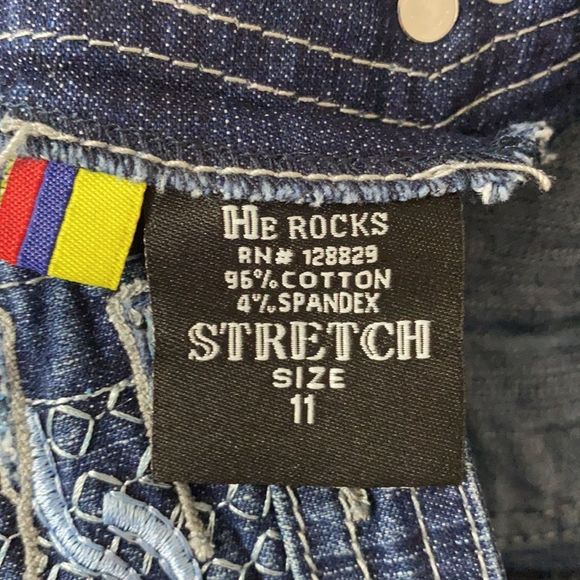 HE ROCKS
RN# 128829
96% COTTON
4% SPANDEX
STRETCH
SIZE
11